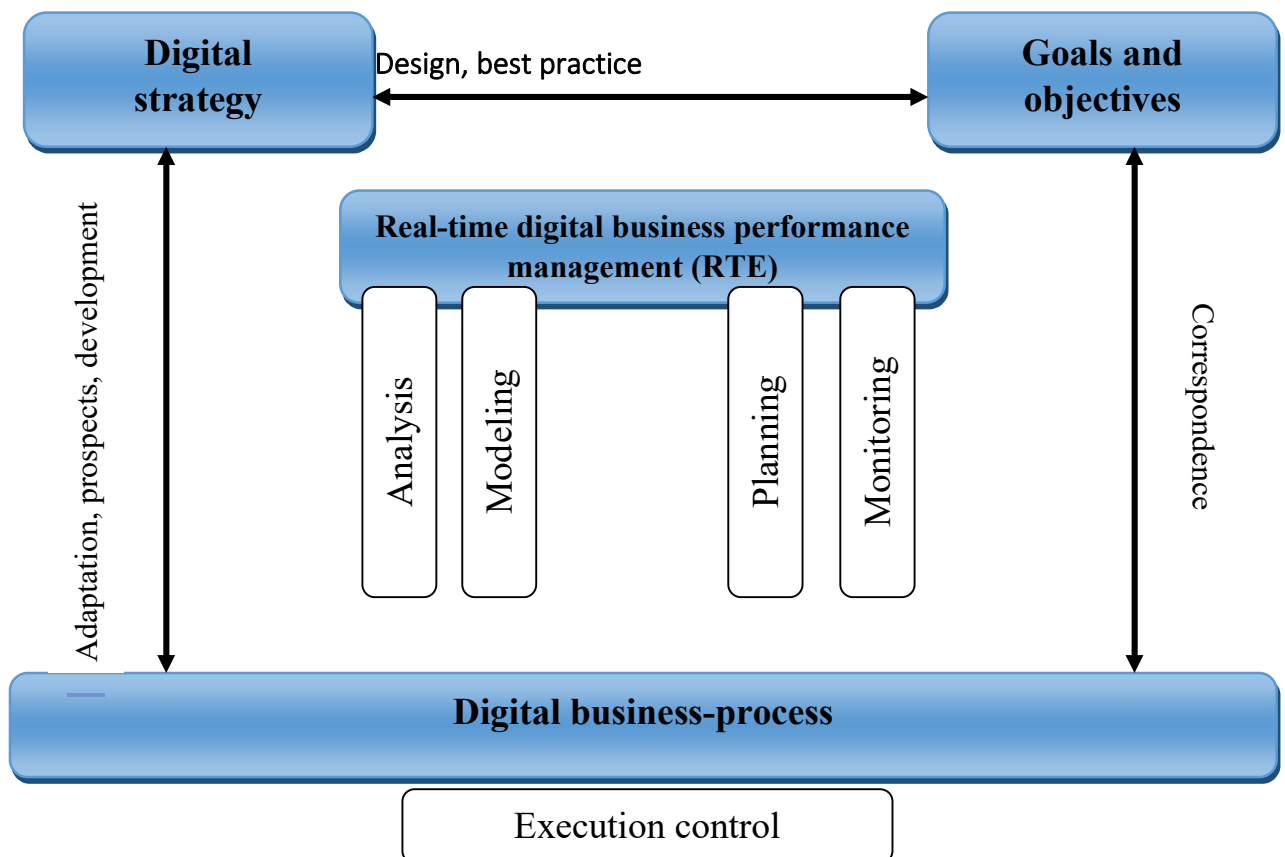 Digital
strategy
Design, best practice
Goals and
objectives
Real-time digital business performance
management (RTE)
Adaptation, prospects, development
Analysis
Modeling
Planning
Monitoring
Correspondence
Digital business-process
Execution control